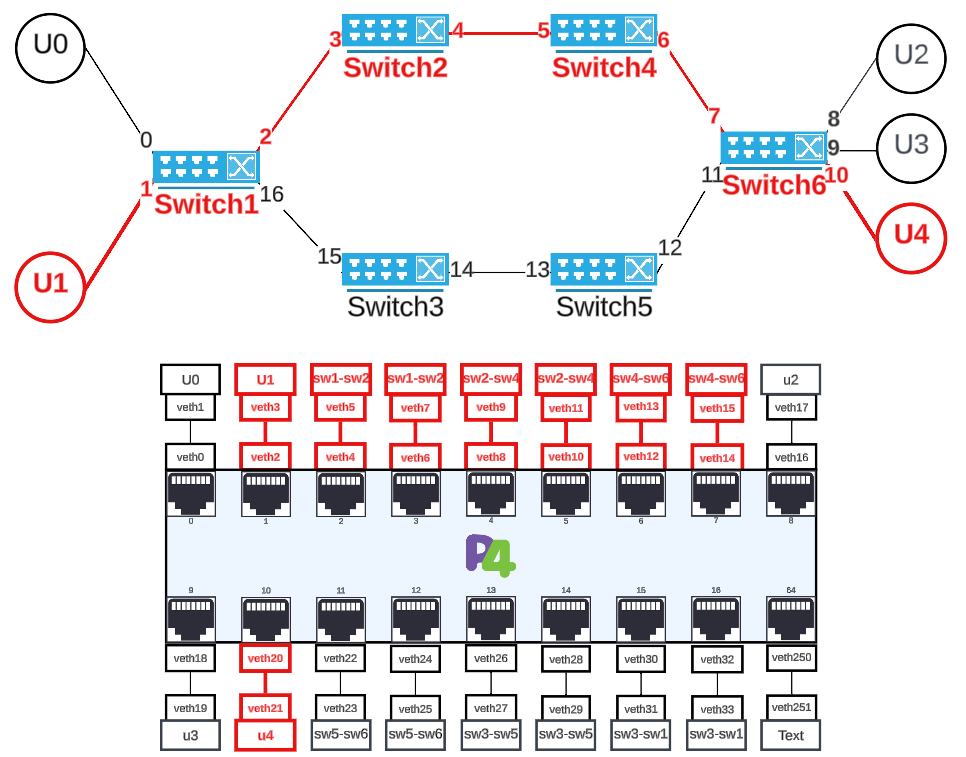 U0
3
4
5
6
U2
Switch2
Switch4
0
2
7
8
9
U3
1
Switch1
16
11
Switch6
10
U1
15
14
13
12
U4
Switch3
Switch5
U0 U1 sw1-sw2 sw1-sw2 sw2-sw4 sw2-sw4 sw4-sw6 sw4-sw6 u2
veth1 veth3 veth5 veth7 veth9 veth11 veth13 veth15 veth17
veth0 veth2 veth4 veth6 veth8 veth10 veth12 veth14 veth16
0 1 2 3 4 5 6 7 8
P4
9 10 11 12 13 14 15 16 64
veth18 veth20 veth22 veth24 veth26 veth28 veth30 veth32 veth250
veth19 veth21 veth23 veth25 veth27 veth29 veth31 veth33 veth251
u3 u4 sw5-sw6 sw5-sw6 sw3-sw5 sw3-sw5 sw3-sw1 sw3-sw1 Text